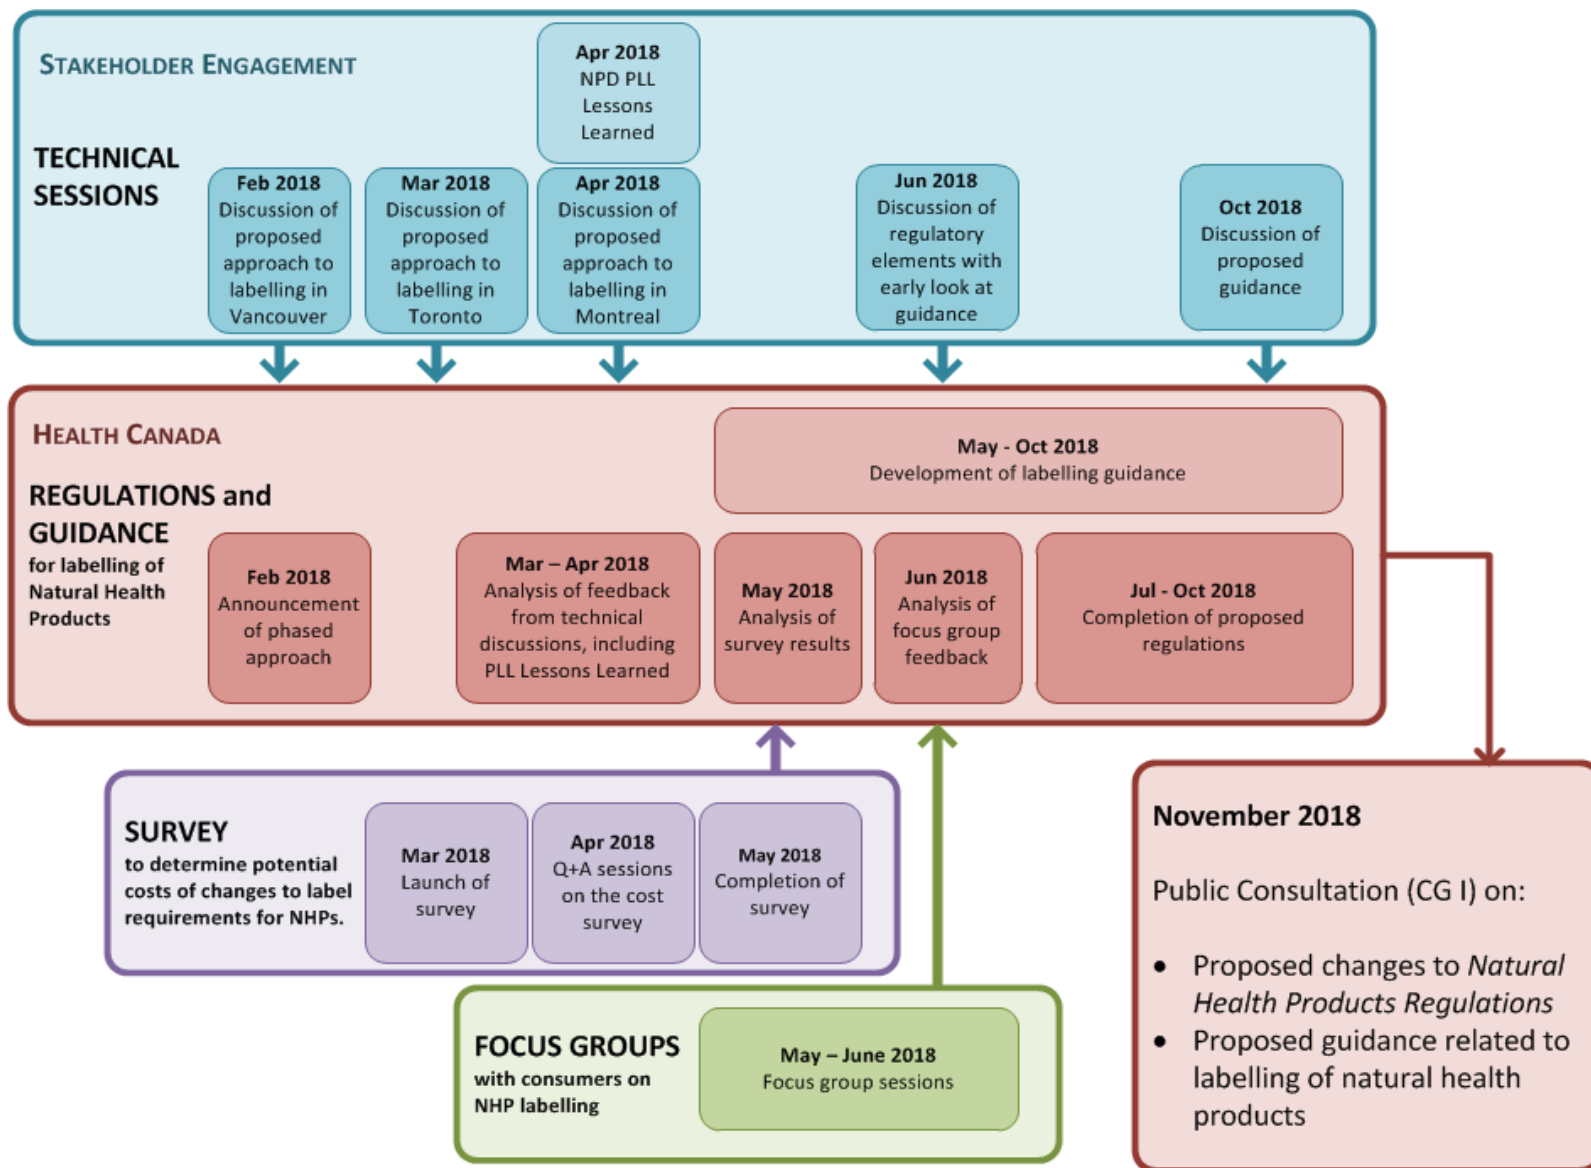 STAKEHOLDER ENGAGEMENT
TECHNICAL
SESSIONS
Apr 2018
NPD PLL
Lessons
Learned
Feb 2018
Discussion of
proposed
approach to
labelling in
Vancouver
Mar 2018
Discussion of
proposed
approach to
labelling in
Toronto
Apr 2018
Discussion of
proposed
approach to
labelling in
Montreal
Jun 2018
Discussion of
regulatory
elements with
early look at
guidance
Oct 2018
Discussion of
proposed
guidance
HEALTH CANADA
REGULATIONS and
GUIDANCE
for labelling of
Natural Health
Products
May - Oct 2018
Development of labelling guidance
Feb 2018
Announcement
of phased
approach
Mar – Apr 2018
Analysis of feedback
from technical
discussions, including
PLL Lessons Learned
May 2018
Analysis of
survey results
Jun 2018
Analysis of
focus group
feedback
Jul - Oct 2018
Completion of proposed
regulations
SURVEY
to determine potential
costs of changes to label
requirements for NHPs.
Mar 2018
Launch of
survey
Apr 2018
Q+A sessions
on the cost
survey
May 2018
Completion of
survey
FOCUS GROUPS
with consumers on
NHP labelling
May – June 2018
Focus group sessions
November 2018
Public Consultation (CG I) on:
• Proposed changes to Natural
Health Products Regulations
• Proposed guidance related to
labelling of natural health
products